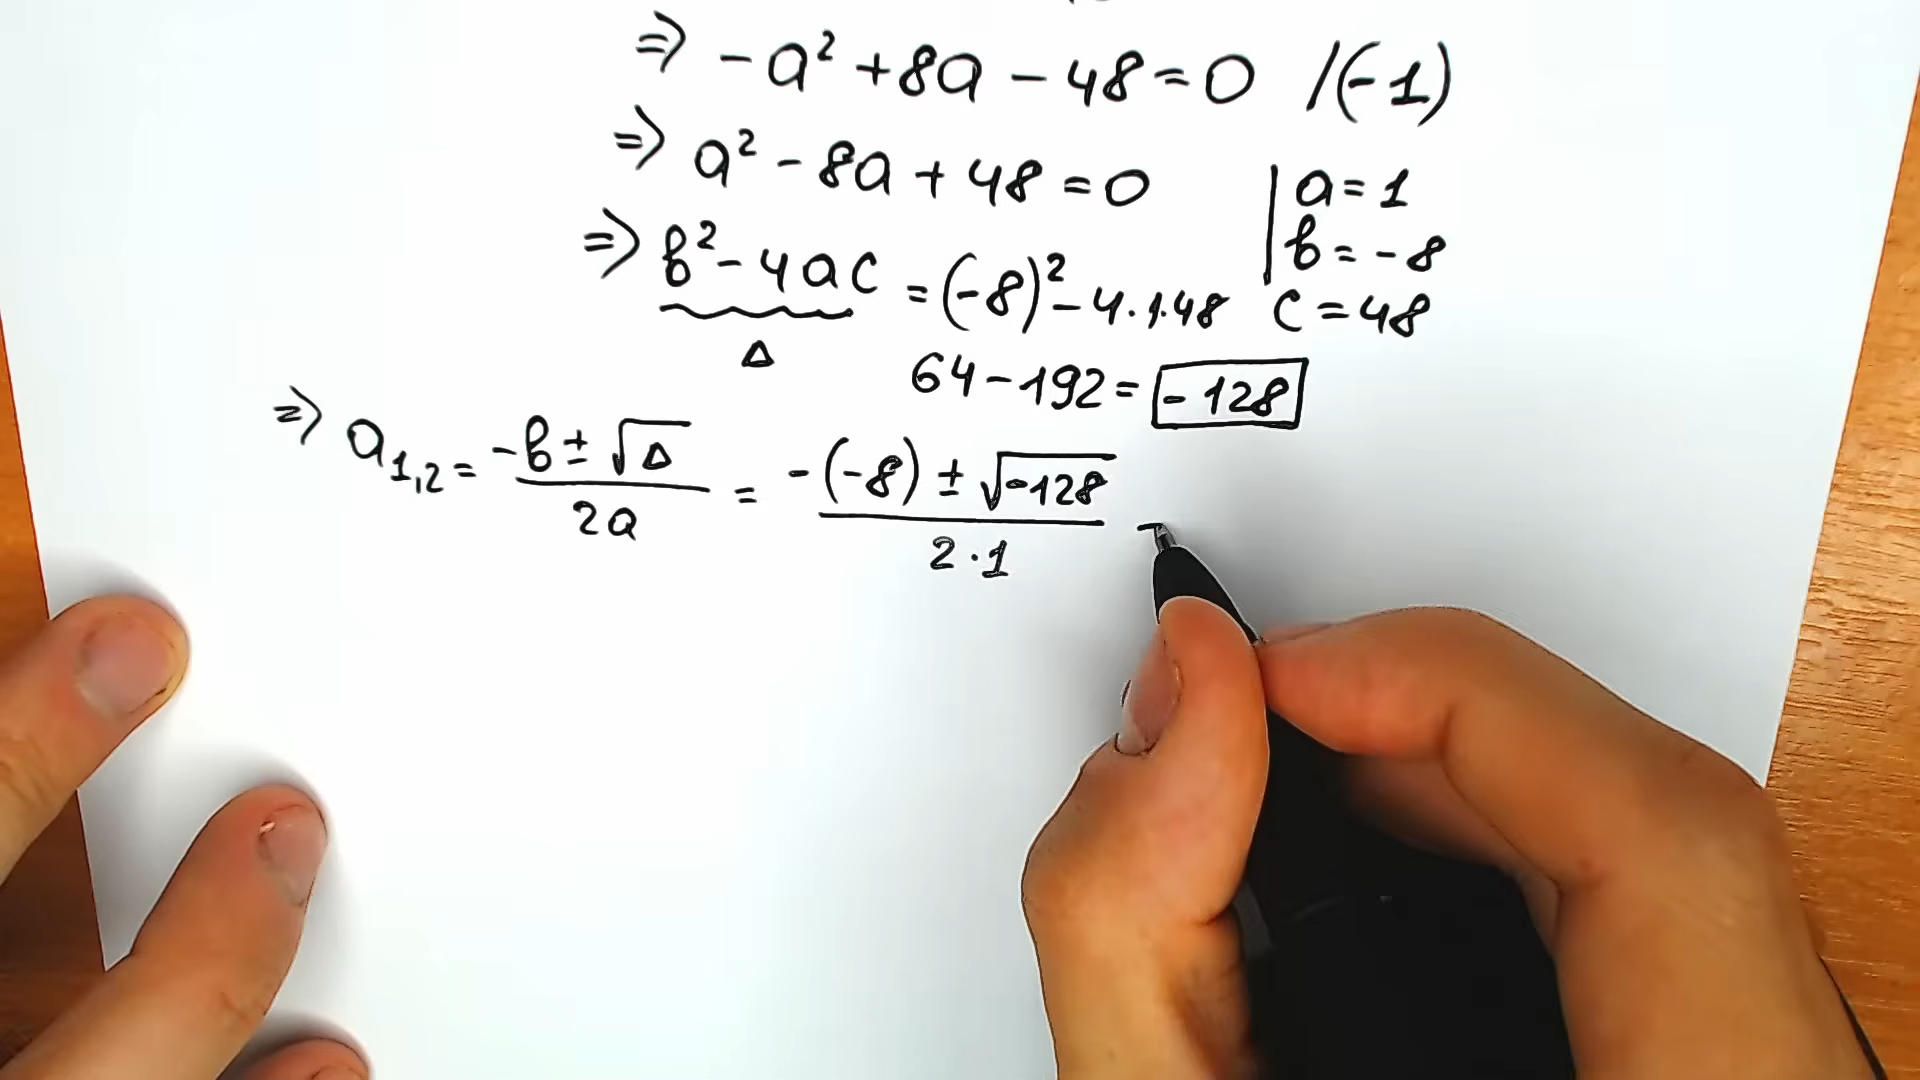 => -a² + 8a - 48 = 0 /(-1)
=> a² - 8a + 48 = 0
a = 1
b = -8
c = 48
=> b² - 4ac = (-8)² - 4·1·48
Δ
64 - 192 = -128
=> a₁,₂ = (-b ± √Δ)/(2a) = (-(-8) ± √-128)/(2·1)